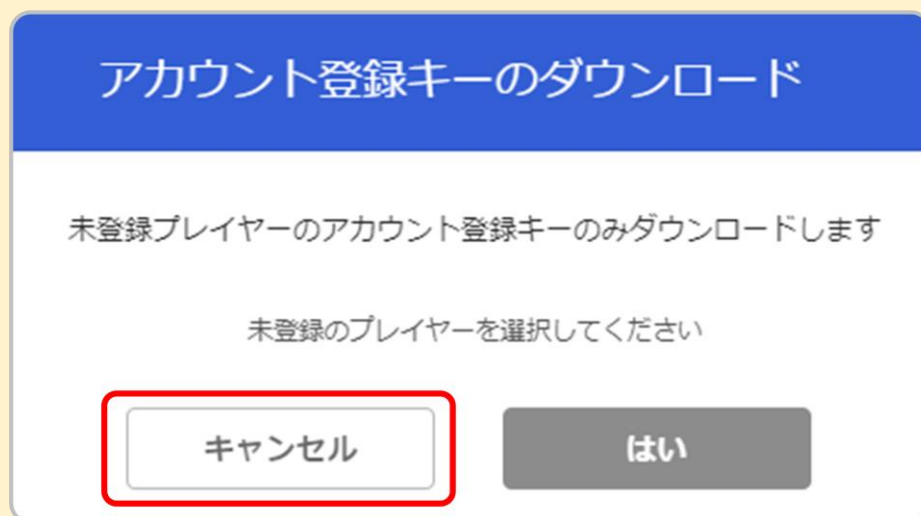 アカウント登録キーのダウンロード
未登録プレイヤーのアカウント登録キーのみダウンロードします
未登録のプレイヤーを選択してください
キャンセル
はい